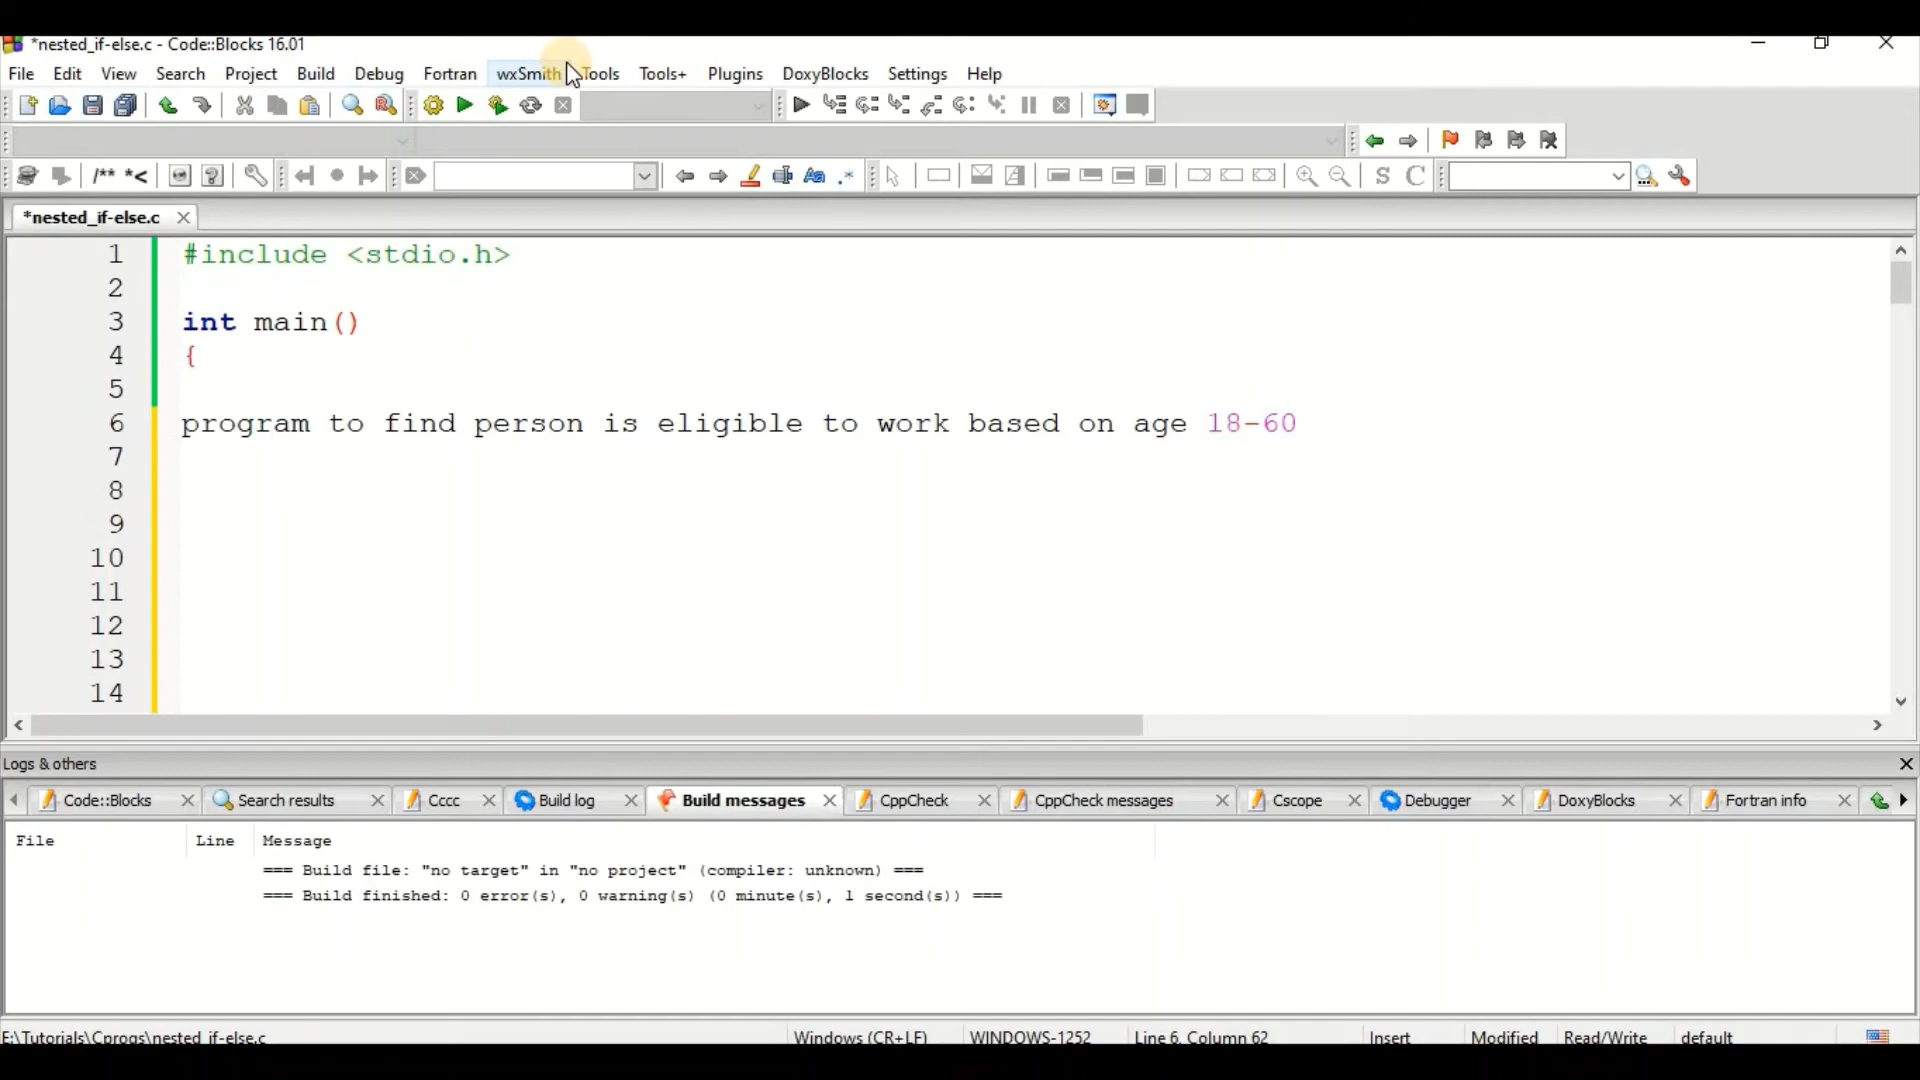 *nested_if-else.c - Code::Blocks 16.01
File Edit View Search Project Build Debug Fortran wxSmith Tools Tools+ Plugins DoxyBlocks Settings Help
/** *<
Aa .*
S C
*nested_if-else.c
1 #include <stdio.h>
2
3 int main()
4 {
5
6 program to find person is eligible to work based on age 18-60
7
8
9
10
11
12
13
14
Logs & others
Code::Blocks Search results Cccc Build log Build messages CppCheck CppCheck messages Cscope Debugger DoxyBlocks Fortran info
File Line Message
=== Build file: "no target" in "no project" (compiler: unknown) ===
=== Build finished: 0 error(s), 0 warning(s) (0 minute(s), 1 second(s)) ===
E:\Tutorials\Cprogs\nested_if-else.c Windows (CR+LF) WINDOWS-1252 Line 6, Column 62 Insert Modified Read/Write default